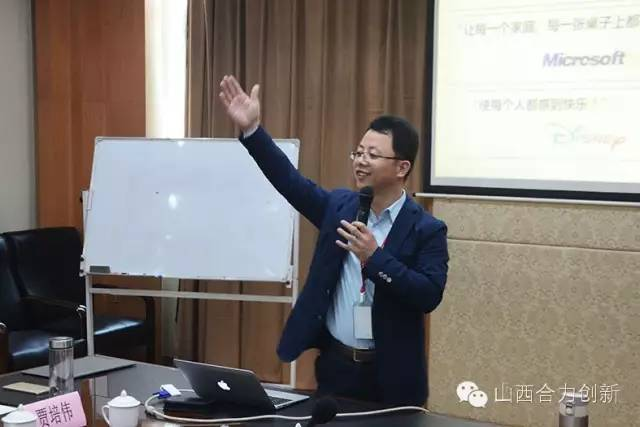 “让每一个家庭，每一张桌子上都
Microsoft
“使每个人都感到快乐！”
Disney
贾培伟
山西合力创新